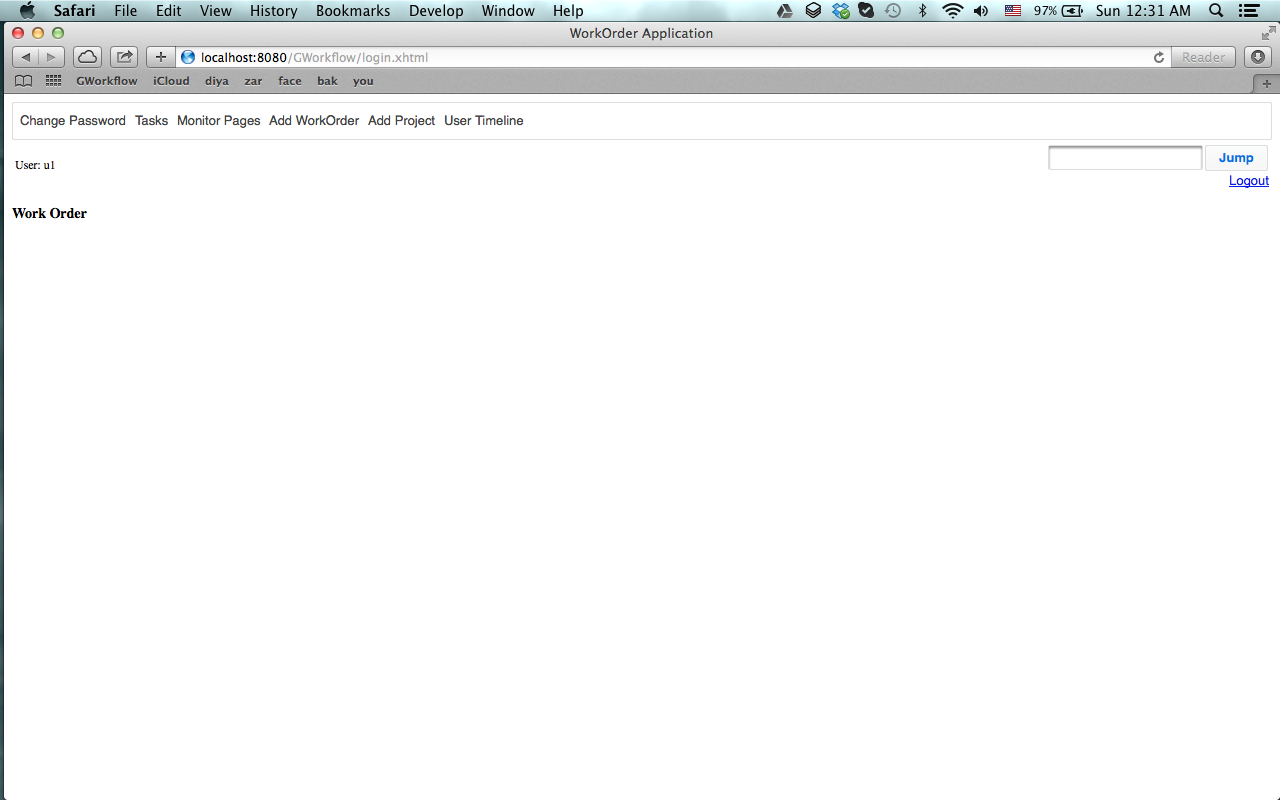 Safari File Edit View History Bookmarks Develop Window Help 97% Sun 12:31 AM
WorkOrder Application
localhost:8080/GWorkflow/login.xhtml Reader
GWorkflow iCloud diya zar face bak you
Change Password Tasks Monitor Pages Add WorkOrder Add Project User Timeline
User: u1 Jump
Logout
Work Order